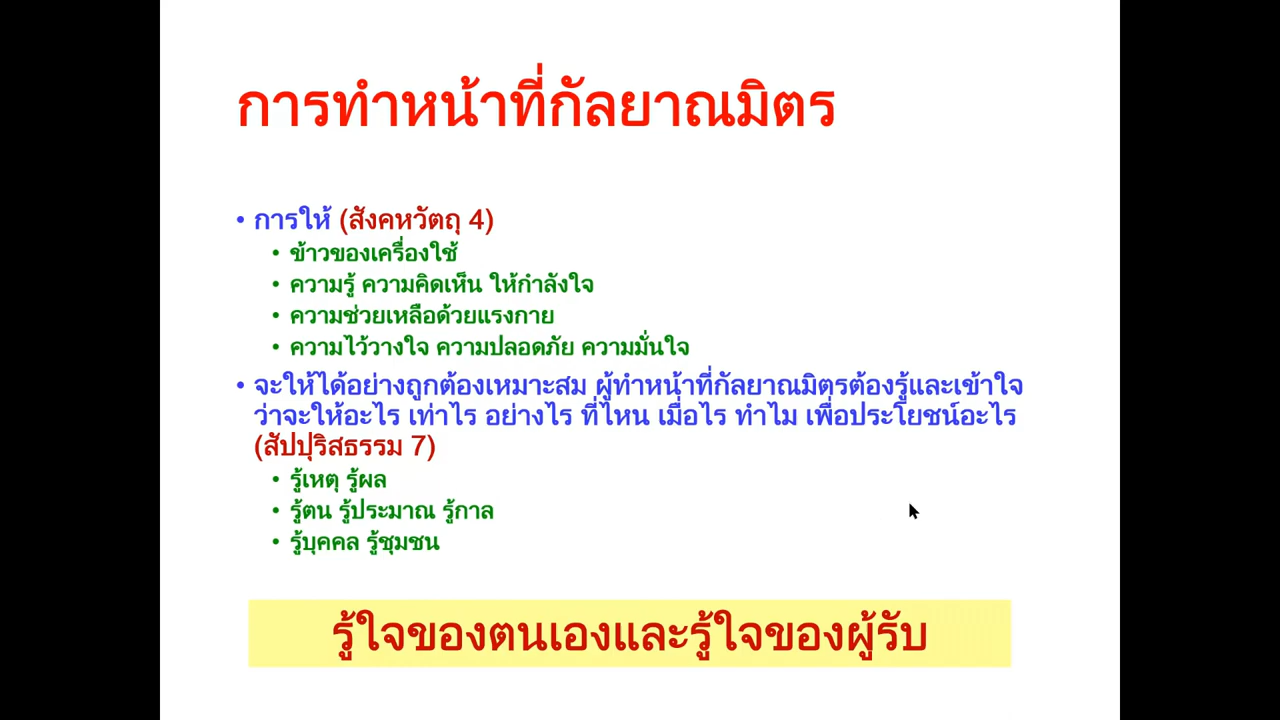 การทำหน้าที่กัลยาณมิตร
• การให้ (สังคหวัตถุ 4)
• ข้าวของเครื่องใช้
• ความรู้ ความคิดเห็น ให้กำลังใจ
• ความช่วยเหลือด้วยแรงกาย
• ความไว้วางใจ ความปลอดภัย ความมั่นใจ
• จะให้ได้อย่างถูกต้องเหมาะสม ผู้ทำหน้าที่กัลยาณมิตรต้องรู้และเข้าใจ
ว่าจะให้อะไร เท่าไร อย่างไร ที่ไหน เมื่อไร ทำไม เพื่อประโยชน์อะไร
(สัปปุริสธรรม 7)
• รู้เหตุ รู้ผล
• รู้ตน รู้ประมาณ รู้กาล
• รู้บุคคล รู้ชุมชน
รู้ใจของตนเองและรู้ใจของผู้รับ